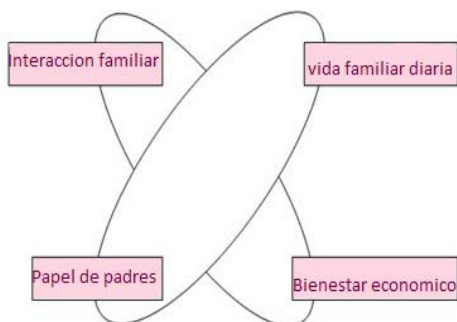 Interaccion familiar
vida familiar diaria
Papel de padres
Bienestar economico